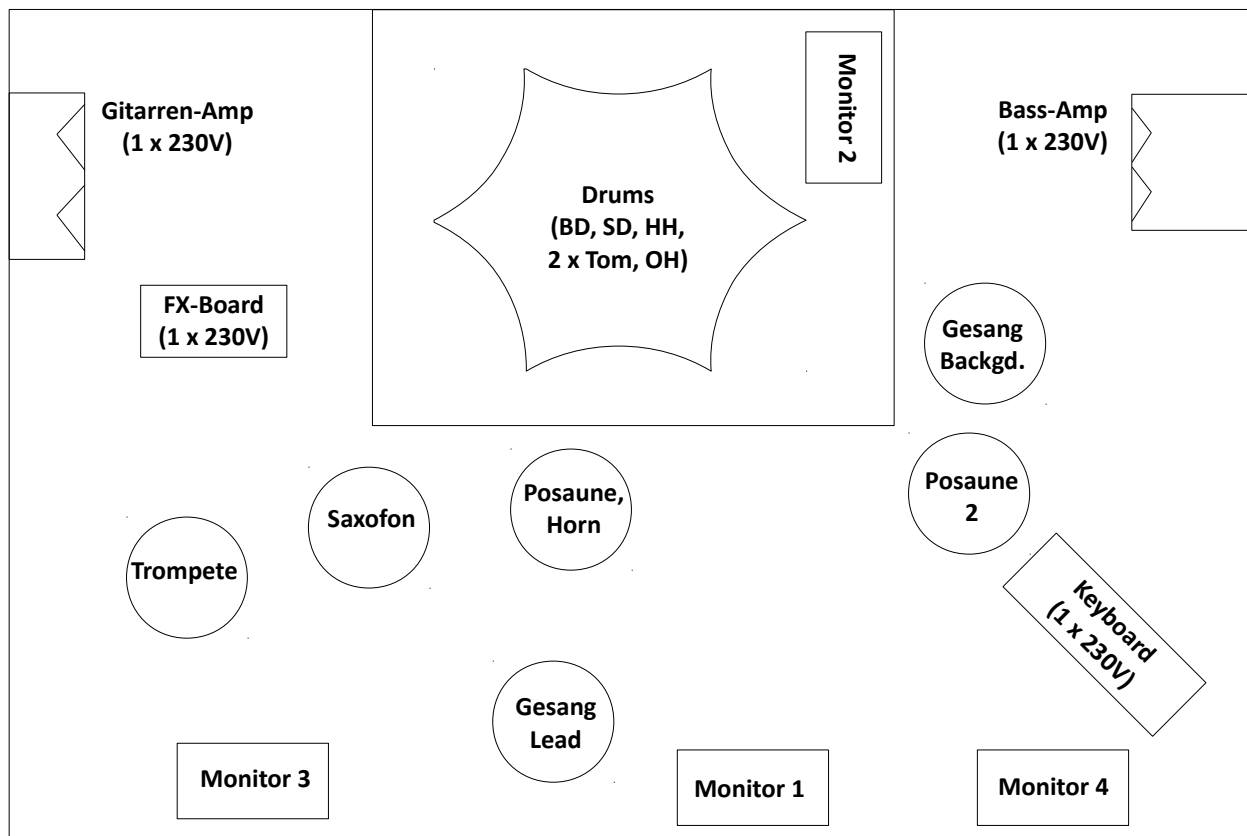 Gitarren-Amp
(1 x 230V)
Monitor 2
Bass-Amp
(1 x 230V)
Drums
(BD, SD, HH,
2 x Tom, OH)
FX-Board
(1 x 230V)
Gesang
Backgd.
Saxofon
Posaune,
Horn
Posaune
2
Trompete
Keyboard
(1 x 230V)
Gesang
Lead
Monitor 3
Monitor 1
Monitor 4